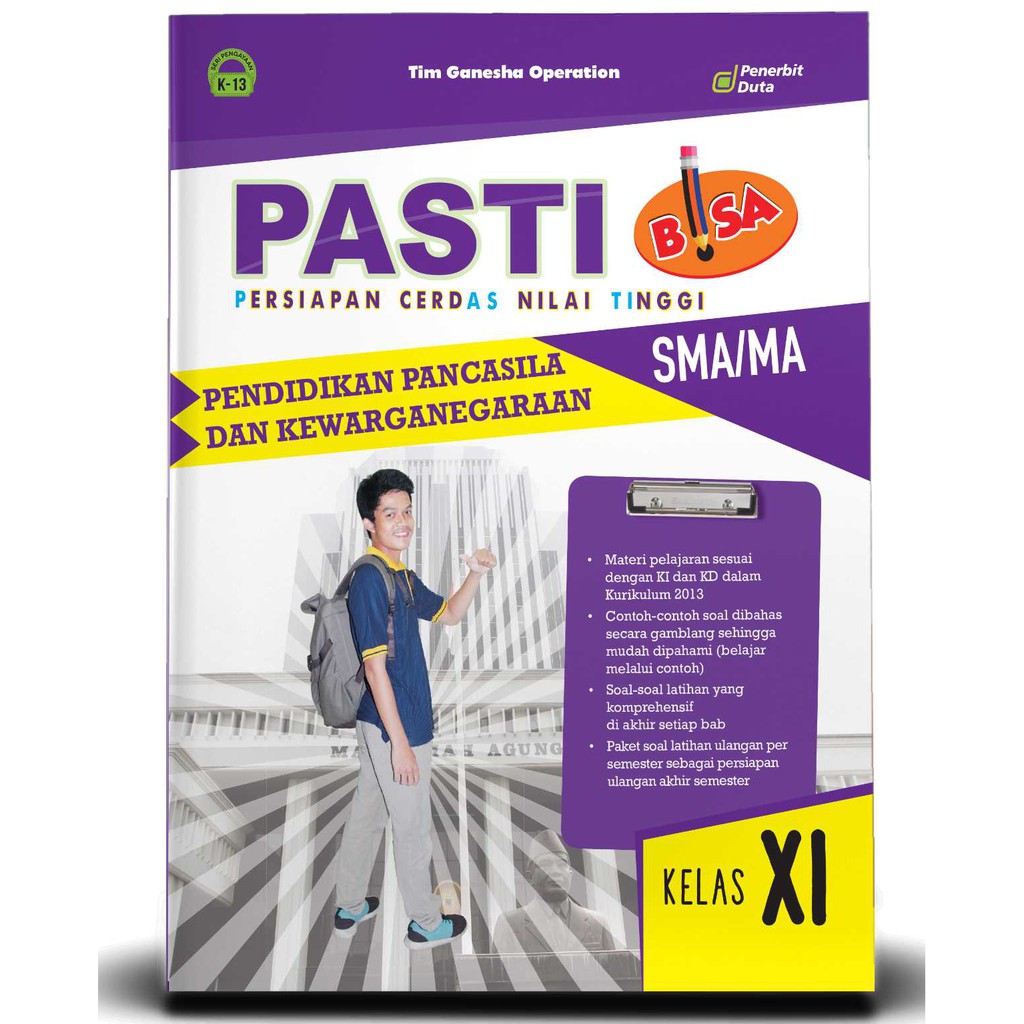 SERI PENGAYAAN
K-13
Tim Ganesha Operation
Penerbit
Duta
PASTI
BISA
PERSIAPAN CERDAS NILAI TINGGI
SMA/MA
PENDIDIKAN PANCASILA
DAN KEWARGANEGARAAN
• Materi pelajaran sesuai
dengan KI dan KD dalam
Kurikulum 2013
• Contoh-contoh soal dibahas
secara gamblang sehingga
mudah dipahami (belajar
melalui contoh)
• Soal-soal latihan yang
komprehensif
di akhir setiap bab
• Paket soal latihan ulangan per
semester sebagai persiapan
ulangan akhir semester
AGUNG
KELAS XI